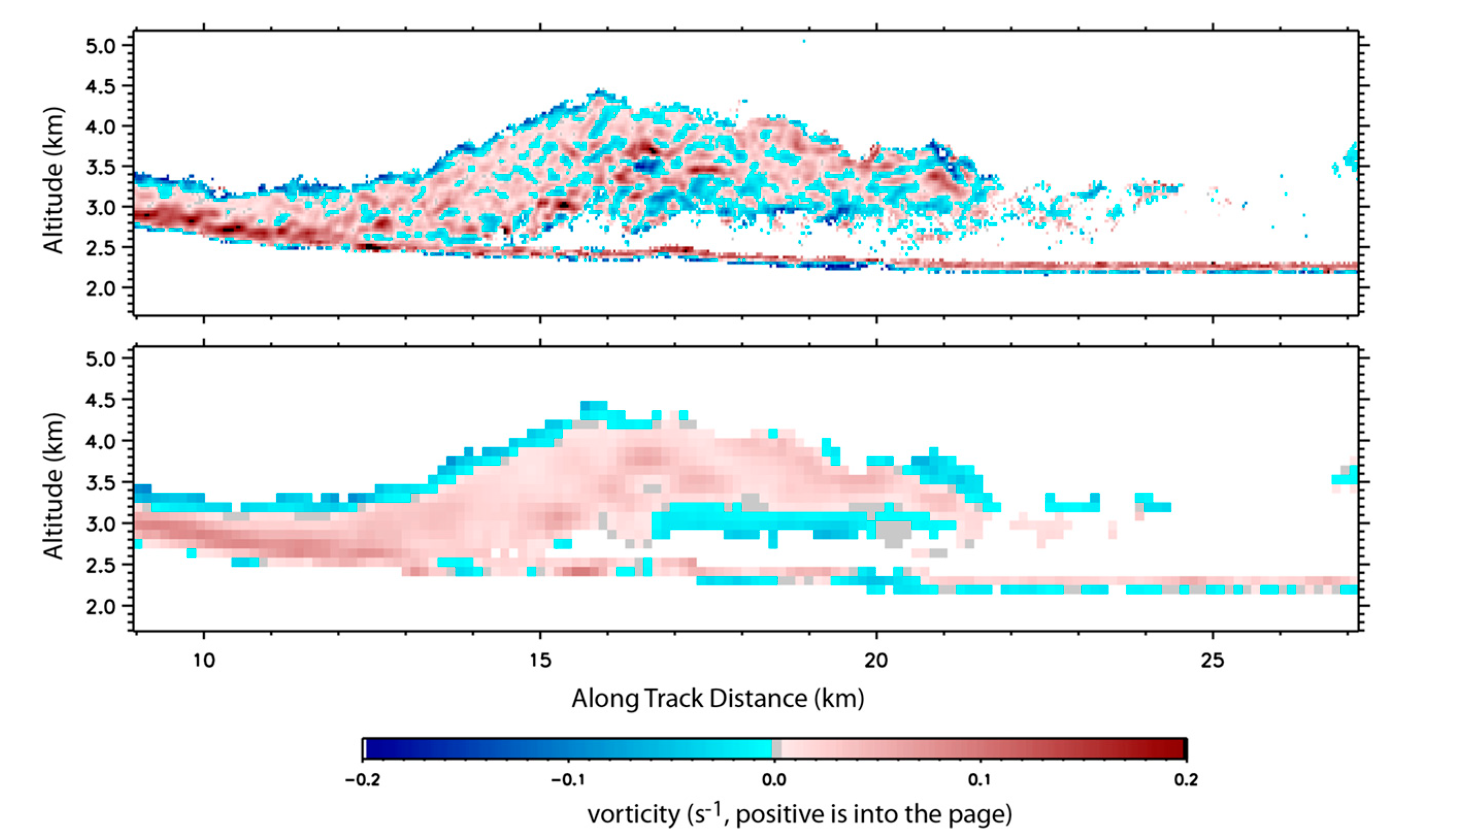 5.0
4.5
4.0
3.5
3.0
2.5
2.0
Altitude (km)
5.0
4.5
4.0
3.5
3.0
2.5
2.0
Altitude (km)
10 15 20 25
Along Track Distance (km)
−0.2 −0.1 0.0 0.1 0.2
vorticity (s-1, positive is into the page)